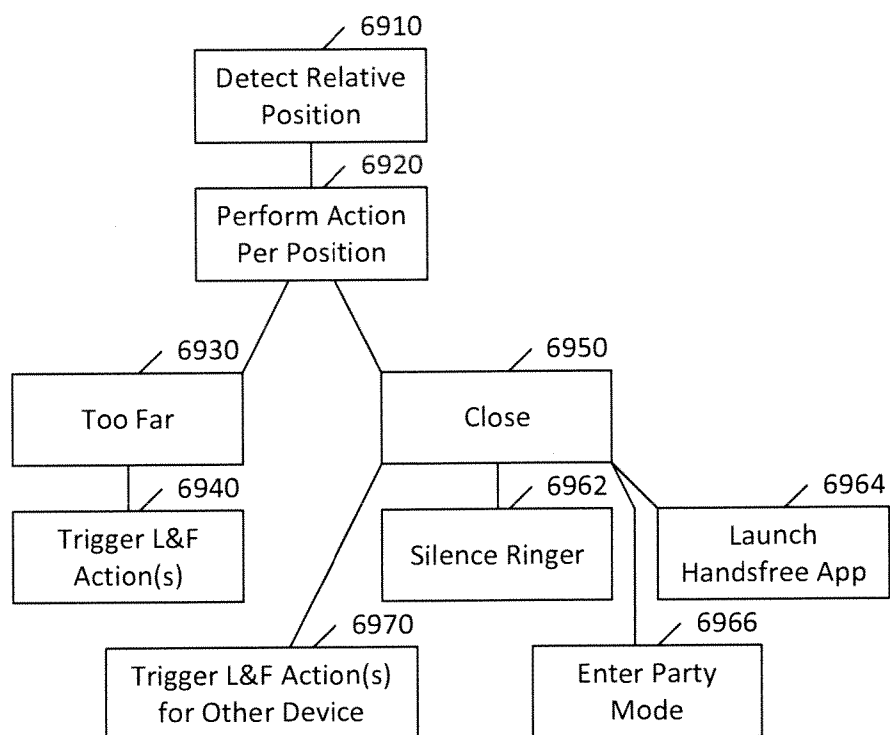 6910
Detect Relative
Position
6920
Perform Action
Per Position
6930
Too Far
6950
Close
6940
Trigger L&F
Action(s)
6962
Silence Ringer
6964
Launch
Handsfree App
6970
Trigger L&F Action(s)
for Other Device
6966
Enter Party
Mode